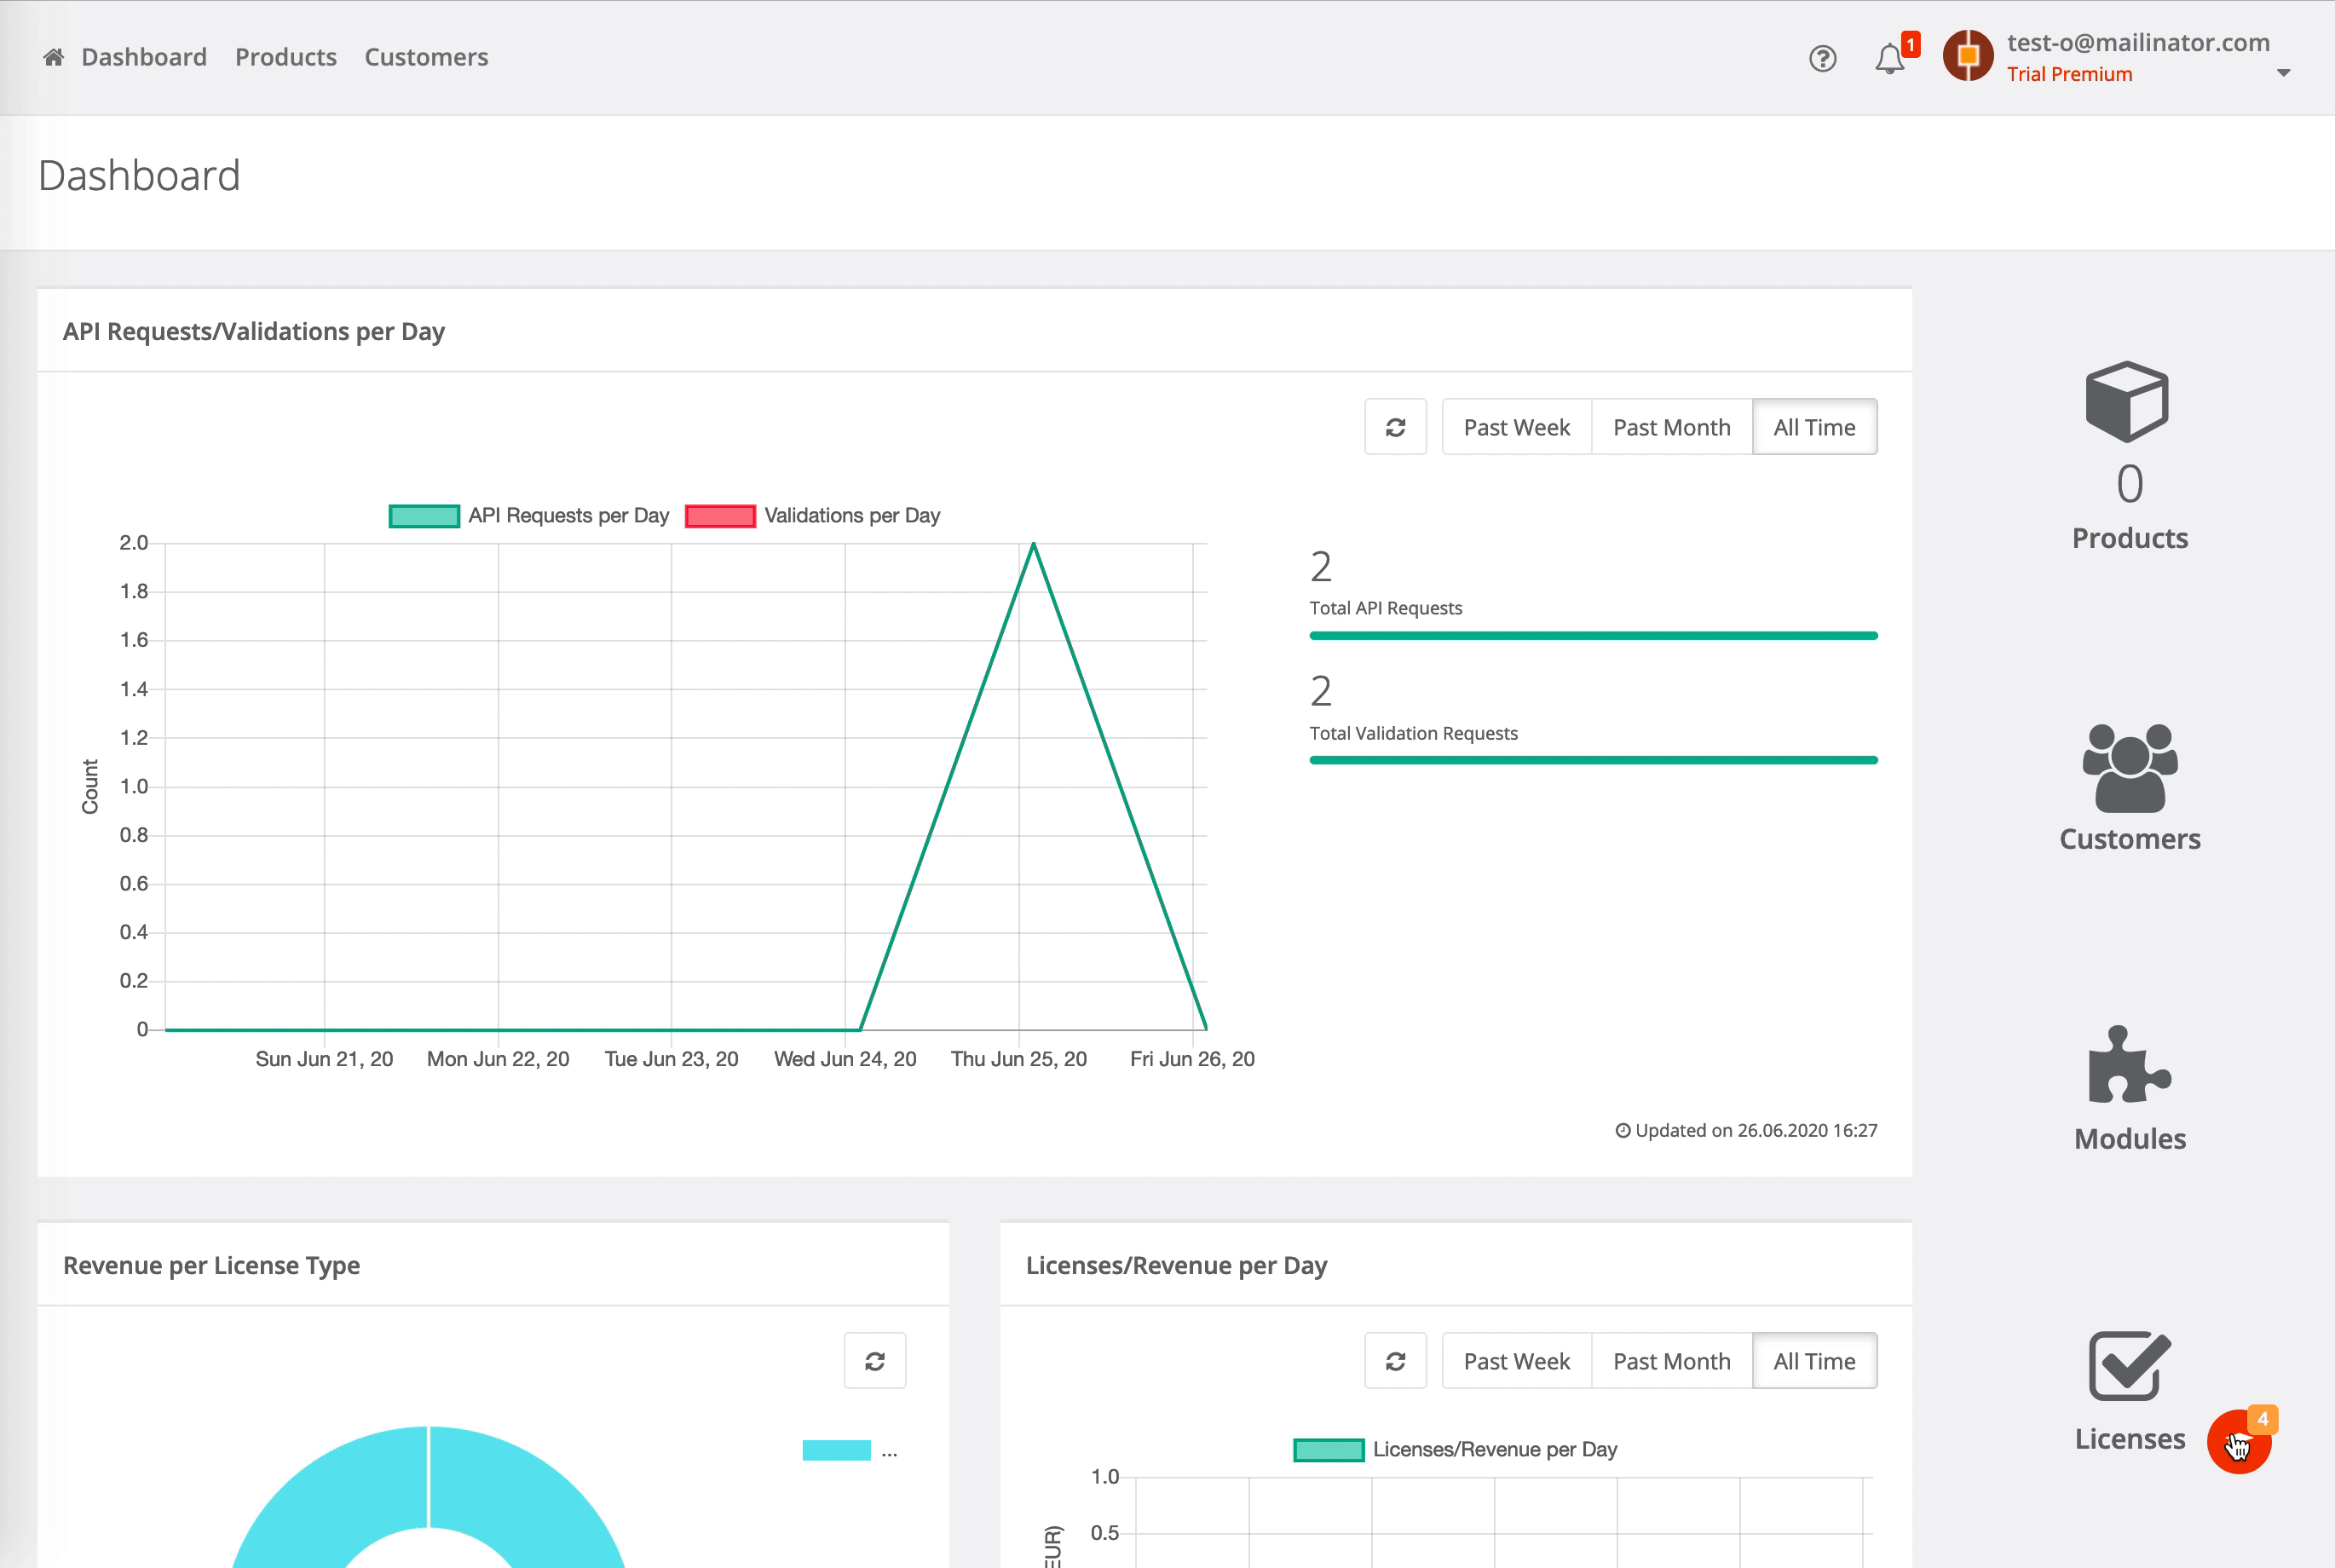 Dashboard Products Customers
1
test-o@mailinator.com
Trial Premium
Dashboard
API Requests/Validations per Day
Past Week Past Month All Time
API Requests per Day Validations per Day
2.0
1.8
1.6
1.4
1.2
1.0
0.8
0.6
0.4
0.2
0
Count
Sun Jun 21, 20 Mon Jun 22, 20 Tue Jun 23, 20 Wed Jun 24, 20 Thu Jun 25, 20 Fri Jun 26, 20
2
Total API Requests
2
Total Validation Requests
Updated on 26.06.2020 16:27
0
Products
Customers
Modules
Licenses
4
Revenue per License Type
...
Licenses/Revenue per Day
Past Week Past Month All Time
Licenses/Revenue per Day
1.0
0.5
EUR)